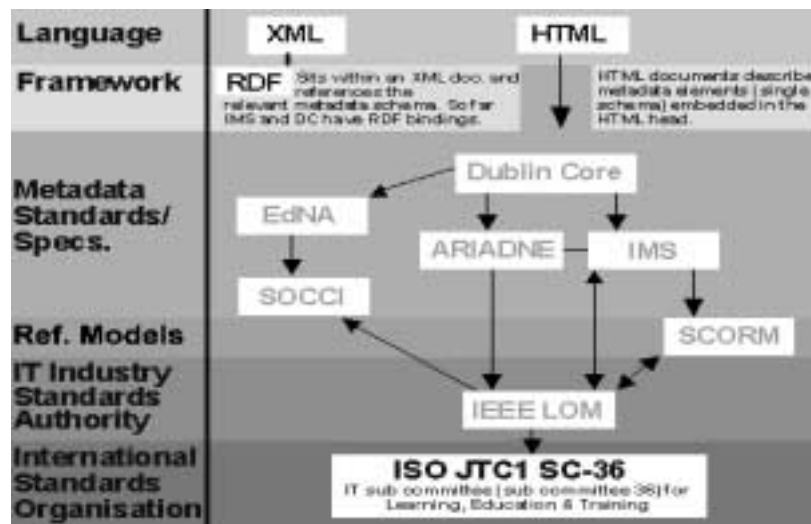 Language
XML
HTML
Framework
RDF Sits within an XML doc. and
references the
relevant metadata schema. So far
IMS and DC have RDF bindings.
HTML documents describe
metadata elements (single
schema) embedded in the
HTML head.
Metadata
Standards/
Specs.
Dublin Core
EdNA
ARIADNE
IMS
SOCCI
Ref. Models
SCORM
IT Industry
Standards
Authority
IEEE LOM
International
Standards
Organisation
ISO JTC1 SC-36
IT sub committee (sub committee 36) for
Learning, Education & Training